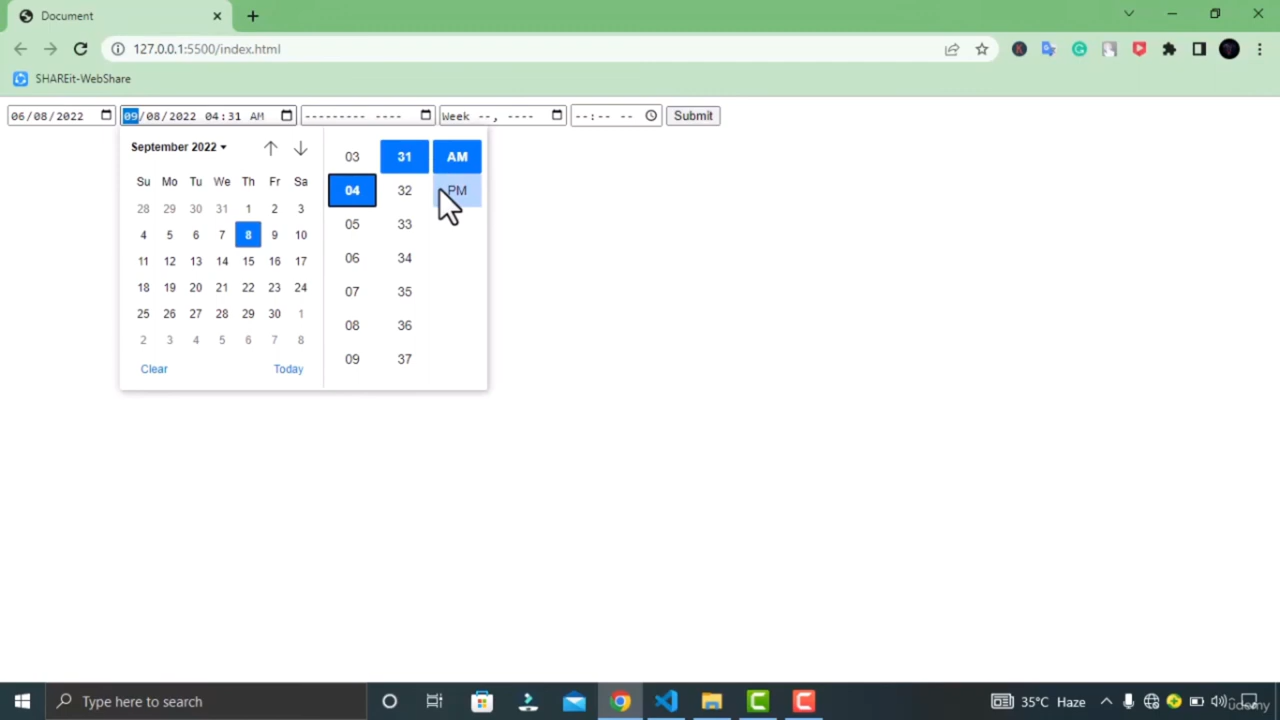 Document
127.0.0.1:5500/index.html
SHAREit-WebShare
06/08/2022 09/08/2022 04:31 AM --------- ---- Week --, ---- --:-- -- Submit
September 2022
Su Mo Tu We Th Fr Sa
28 29 30 31 1 2 3
4 5 6 7 8 9 10
11 12 13 14 15 16 17
18 19 20 21 22 23 24
25 26 27 28 29 30 1
2 3 4 5 6 7 8
Clear Today
03 31 AM
04 32 PM
05 33
06 34
07 35
08 36
09 37
Type here to search
35°C Haze
ûdemy